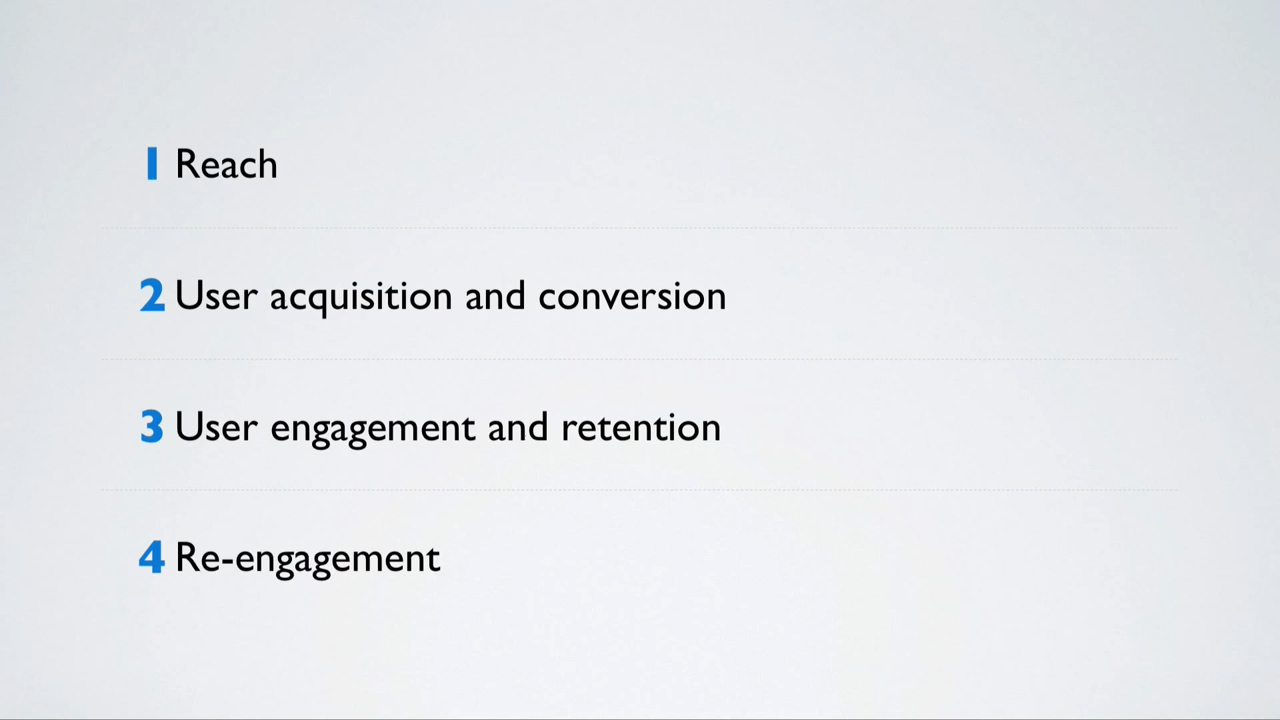 1 Reach
2 User acquisition and conversion
3 User engagement and retention
4 Re-engagement